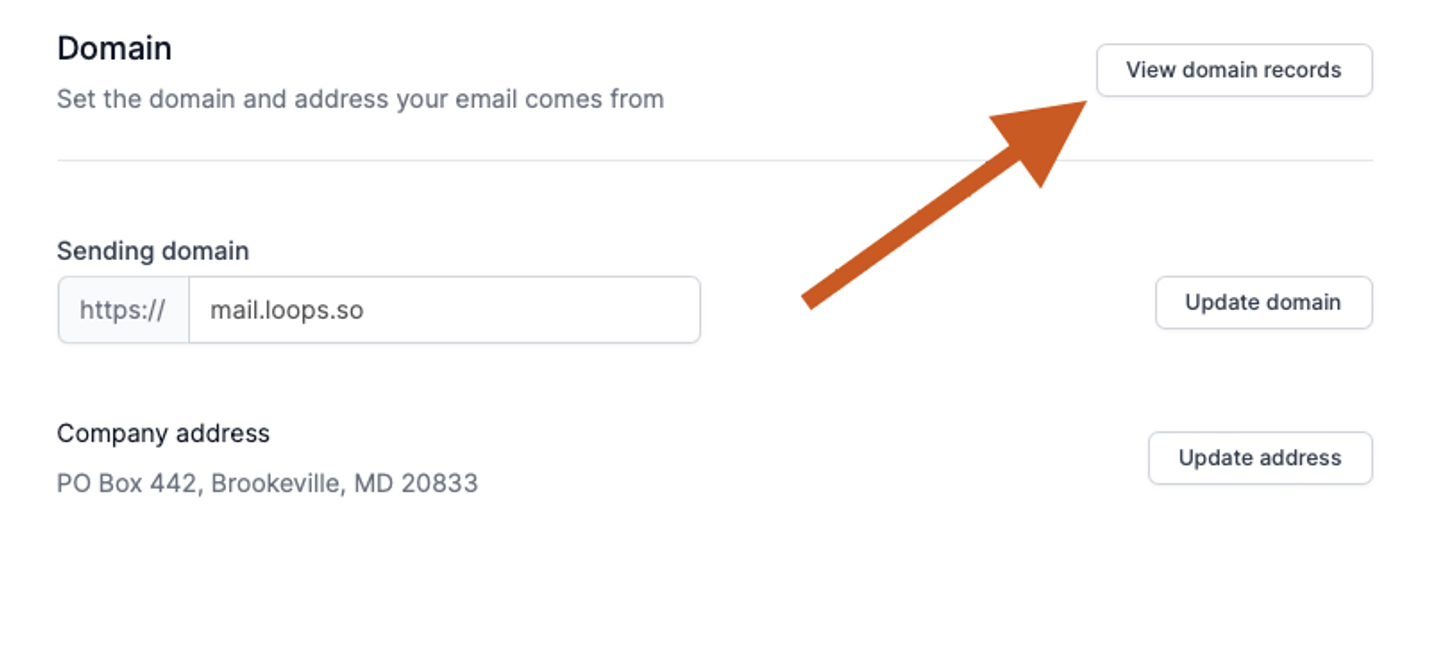 Domain
View domain records
Set the domain and address your email comes from
Sending domain
https:// mail.loops.so
Update domain
Company address
Update address
PO Box 442, Brookeville, MD 20833